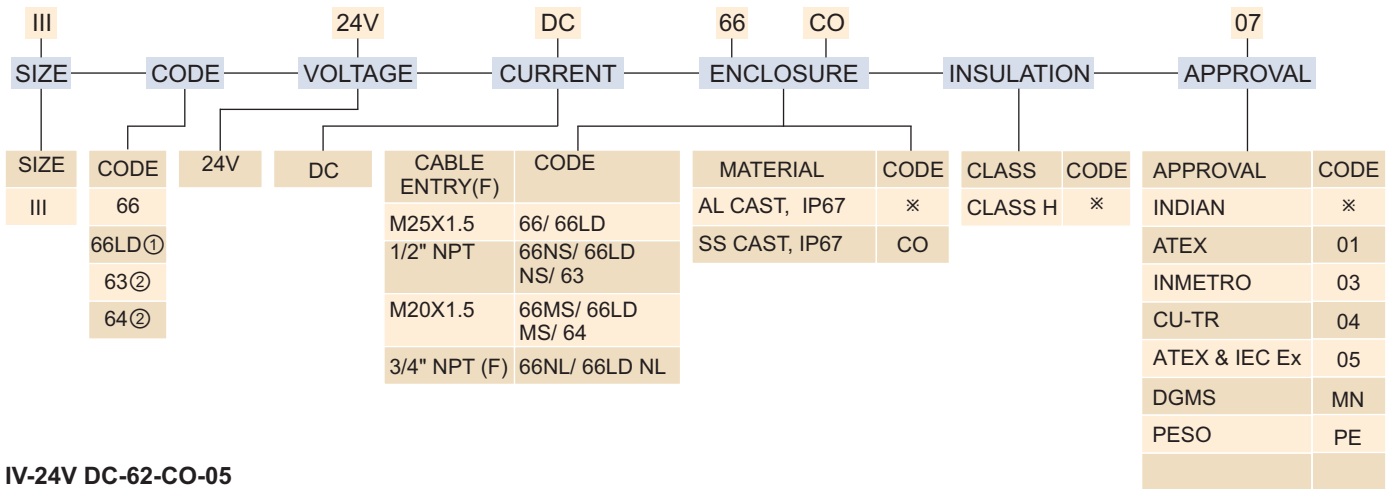 III 24V DC 66 CO 07
SIZE CODE VOLTAGE CURRENT ENCLOSURE INSULATION APPROVAL
SIZE
III
CODE
66
66LD①
63②
64②
24V
DC
CABLE ENTRY(F) CODE
M25X1.5 66/ 66LD
1/2" NPT 66NS/ 66LD
NS/ 63
M20X1.5 66MS/ 66LD
MS/ 64
3/4" NPT (F) 66NL/ 66LD NL
MATERIAL CODE
AL CAST, IP67 ※
SS CAST, IP67 CO
CLASS CODE
CLASS H ※
APPROVAL CODE
INDIAN ※
ATEX 01
INMETRO 03
CU-TR 04
ATEX & IEC Ex 05
DGMS MN
PESO PE
IV-24V DC-62-CO-05